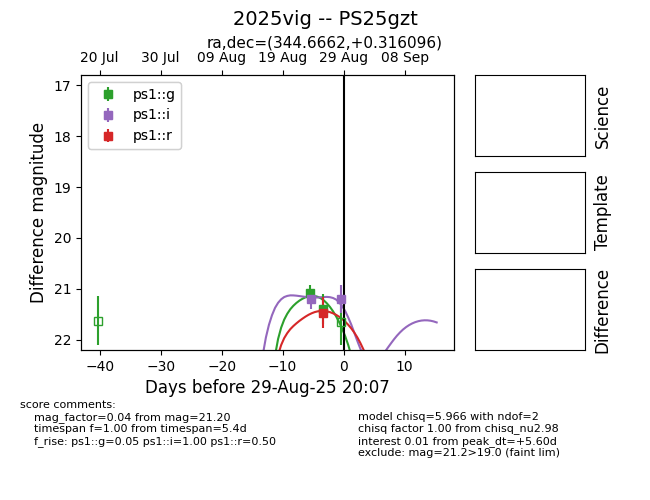 2025vig -- PS25gzt
ra,dec=(344.6662,+0.316096)
20 Jul 30 Jul 09 Aug 19 Aug 29 Aug 08 Sep
17
18
19
20
21
22
Difference magnitude
ps1::g
ps1::i
ps1::r
−40 −30 −20 −10 0 10
Days before 29-Aug-25 20:07
Science
Template
Difference
score comments:
mag_factor=0.04 from mag=21.20
timespan f=1.00 from timespan=5.4d
f_rise: ps1::g=0.05 ps1::i=1.00 ps1::r=0.50
model chisq=5.966 with ndof=2
chisq factor 1.00 from chisq_nu2.98
interest 0.01 from peak_dt=+5.60d
exclude: mag=21.2>19.0 (faint lim)